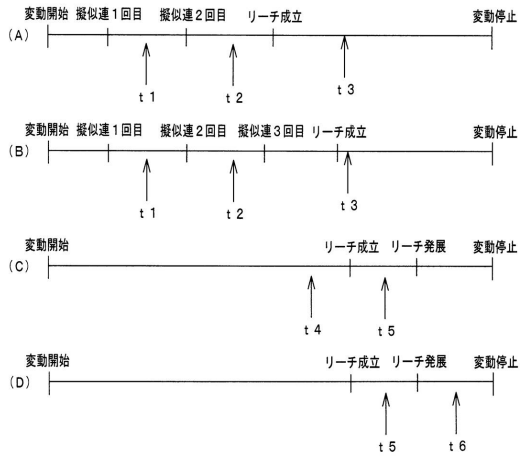 変動開始 擬似連1回目 擬似連2回目 リーチ成立 変動停止
(A)
t1 t2 t3
変動開始 擬似連1回目 擬似連2回目 擬似連3回目 リーチ成立 変動停止
(B)
t1 t2 t3
変動開始 リーチ成立 リーチ発展 変動停止
(C)
t4 t5
変動開始 リーチ成立 リーチ発展 変動停止
(D)
t5 t6